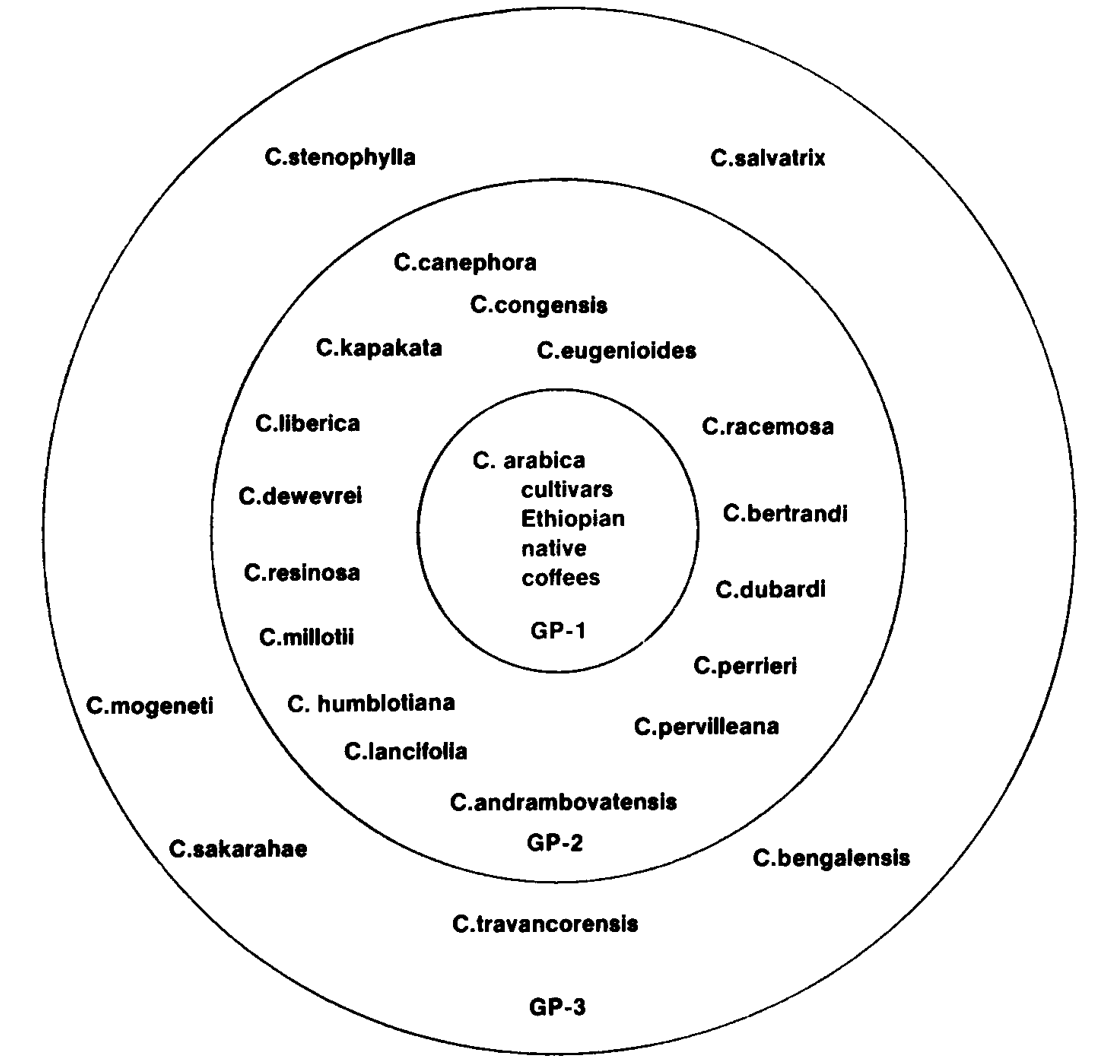 C.stenophylla
C.salvatrix
C.canephora
C.congensis
C.kapakata
C.eugenioides
C.liberica
C.racemosa
C. arabica
cultivars
Ethiopian
native
coffees
GP-1
C.dewevrei
C.bertrandi
C.resinosa
C.dubardi
C.millotii
C.perrieri
C.mogeneti
C. humblotiana
C.pervilleana
C.lancifolia
C.andrambovatensis
GP-2
C.sakarahae
C.bengalensis
C.travancorensis
GP-3